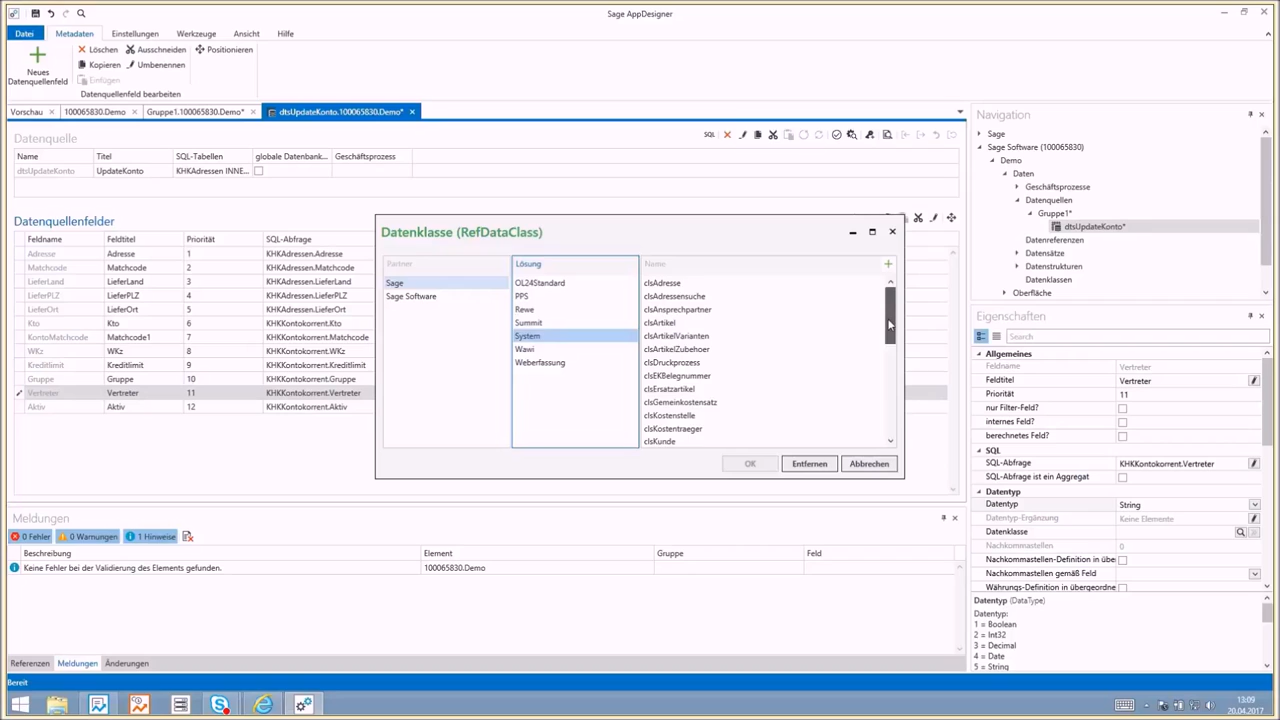 Sage AppDesigner
Datei Metadaten Einstellungen Werkzeuge Ansicht Hilfe
Neues Datenquellenfeld
Löschen Ausschneiden Positionieren
Kopieren Umbenennen
Einfügen
Datenquellenfeld bearbeiten
Vorschau 100065830.Demo Gruppe1.100065830.Demo* dtsUpdateKonto.100065830.Demo*
Datenquelle
SQL
Name Titel SQL-Tabellen globale Datenbank... Geschäftsprozess
dtsUpdateKonto UpdateKonto KHKAdressen INNE...
Datenquellenfelder
Feldname Feldtitel Priorität SQL-Abfrage
Adresse Adresse 1 KHKAdressen.Adresse
Matchcode Matchcode 2 KHKAdressen.Matchcode
LieferLand LieferLand 3 KHKAdressen.LieferLand
LieferPLZ LieferPLZ 4 KHKAdressen.LieferPLZ
LieferOrt LieferOrt 5 KHKAdressen.LieferOrt
Kto Kto 6 KHKKontokorrent.Kto
KontoMatchcode Matchcode1 7 KHKKontokorrent.Matchcode
WKz WKz 8 KHKKontokorrent.WKz
Kreditlimit Kreditlimit 9 KHKKontokorrent.Kreditlimit
Gruppe Gruppe 10 KHKKontokorrent.Gruppe
Vertreter Vertreter 11 KHKKontokorrent.Vertreter
Aktiv Aktiv 12 KHKKontokorrent.Aktiv
Datenklasse (RefDataClass)
Partner Lösung Name
Sage OL24Standard clsAdresse
Sage Software PPS clsAdressensuche
Rewe clsAnsprechpartner
Summit clsArtikel
System clsArtikelVarianten
Wawi clsArtikelZubehoer
Weberfassung clsDruckprozess
clsEKBelegnummer
clsErsatzartikel
clsGemeinkostensatz
clsKostenstelle
clsKostentraeger
clsKunde
OK Entfernen Abbrechen
Navigation
Sage
Sage Software (100065830)
Demo
Daten
Geschäftsprozesse
Datenquellen
Gruppe1*
dtsUpdateKonto*
Datenreferenzen
Datensätze
Datenstrukturen
Datenklassen
Oberfläche
Eigenschaften
Search
Allgemeines
Feldname Vertreter
Feldtitel Vertreter
Priorität 11
nur Filter-Feld?
internes Feld?
berechnetes Feld?
SQL
SQL-Abfrage KHKKontokorrent.Vertreter
SQL-Abfrage ist ein Aggregat
Datentyp
Datentyp String
Datentyp-Ergänzung Keine Elemente
Datenklasse
Nachkommastellen 0
Nachkommastellen-Definition in übe
Nachkommastellen gemäß Feld
Währungs-Definition in übergeordne
Datentyp (DataType)
Datentyp:
1 = Boolean
2 = Int32
3 = Decimal
4 = Date
5 = String
Meldungen
0 Fehler 0 Warnungen 1 Hinweise
Beschreibung Element Gruppe Feld
Keine Fehler bei der Validierung des Elements gefunden. 100065830.Demo
Referenzen Meldungen Änderungen
Bereit
13:09
20.04.2017